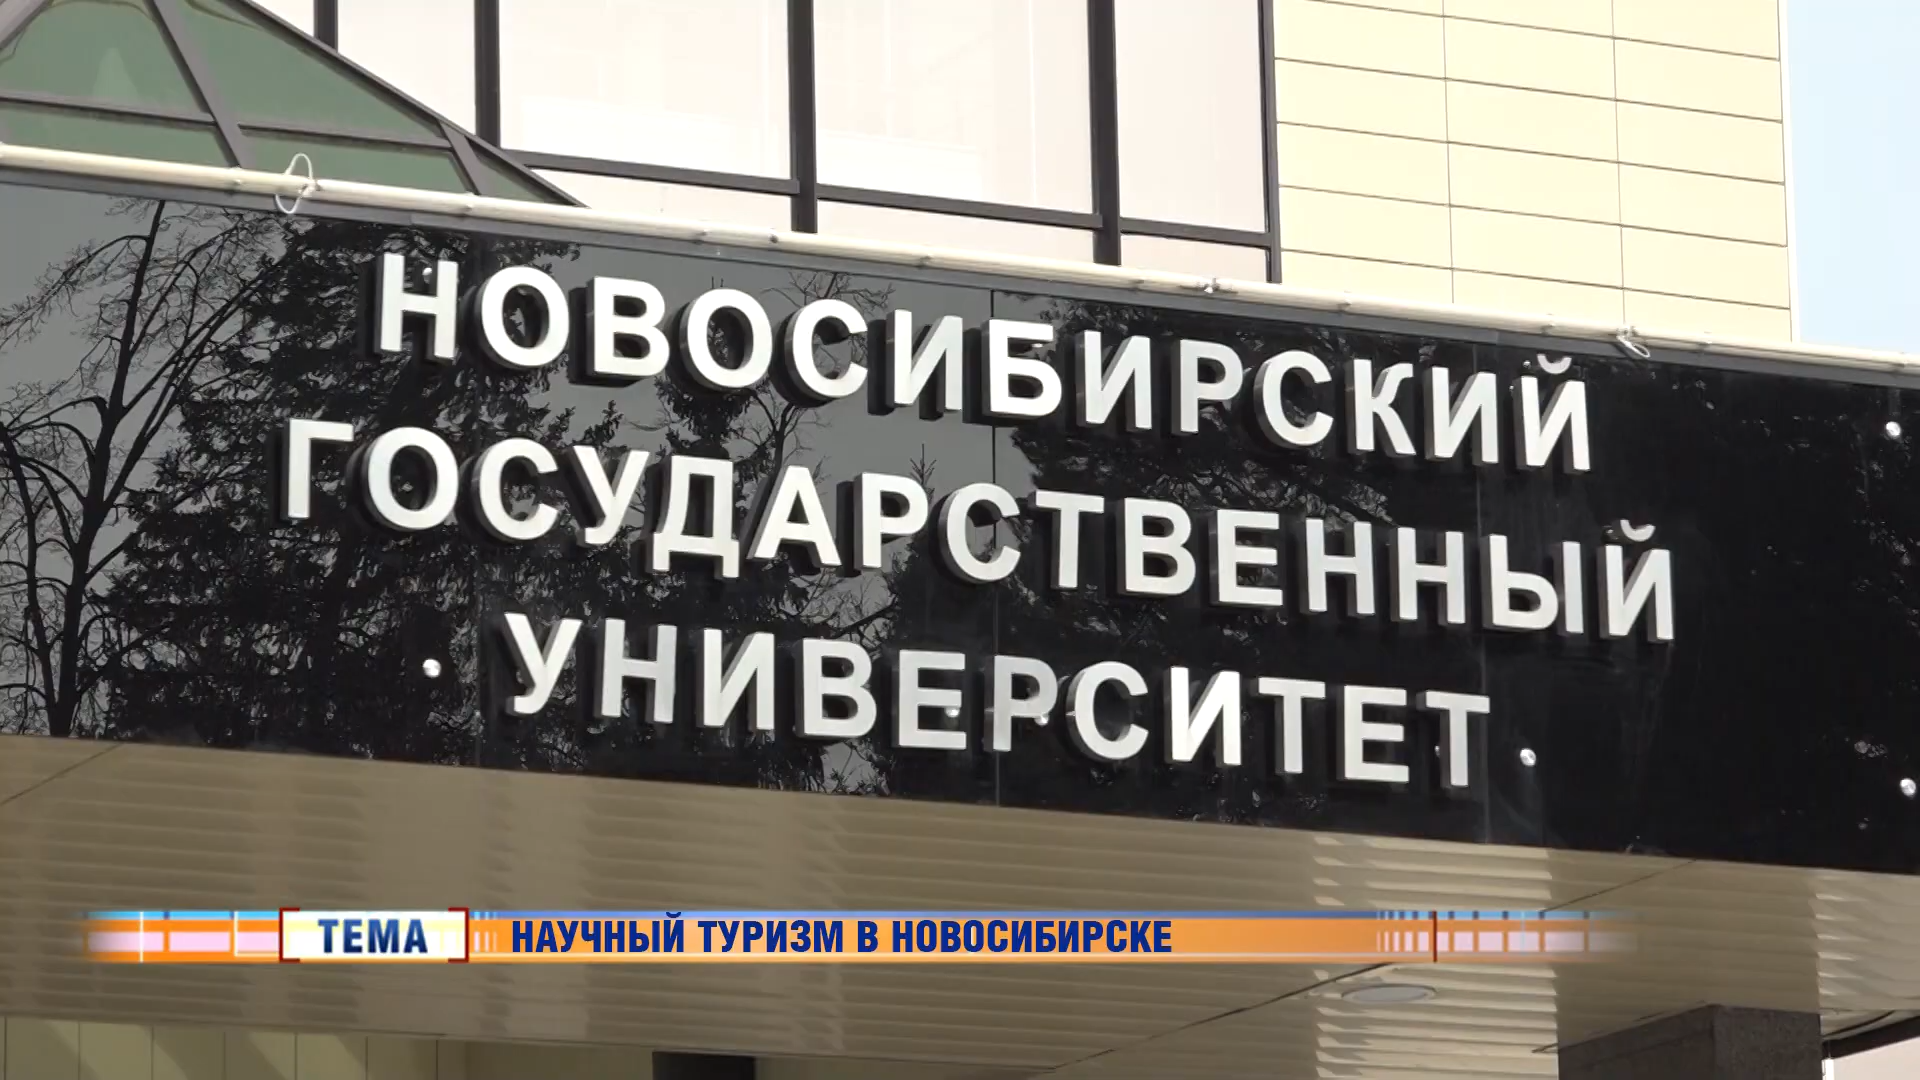 НОВОСИБИРСКИЙ
ГОСУДАРСТВЕННЫЙ
УНИВЕРСИТЕТ
ТЕМА НАУЧНЫЙ ТУРИЗМ В НОВОСИБИРСКЕ